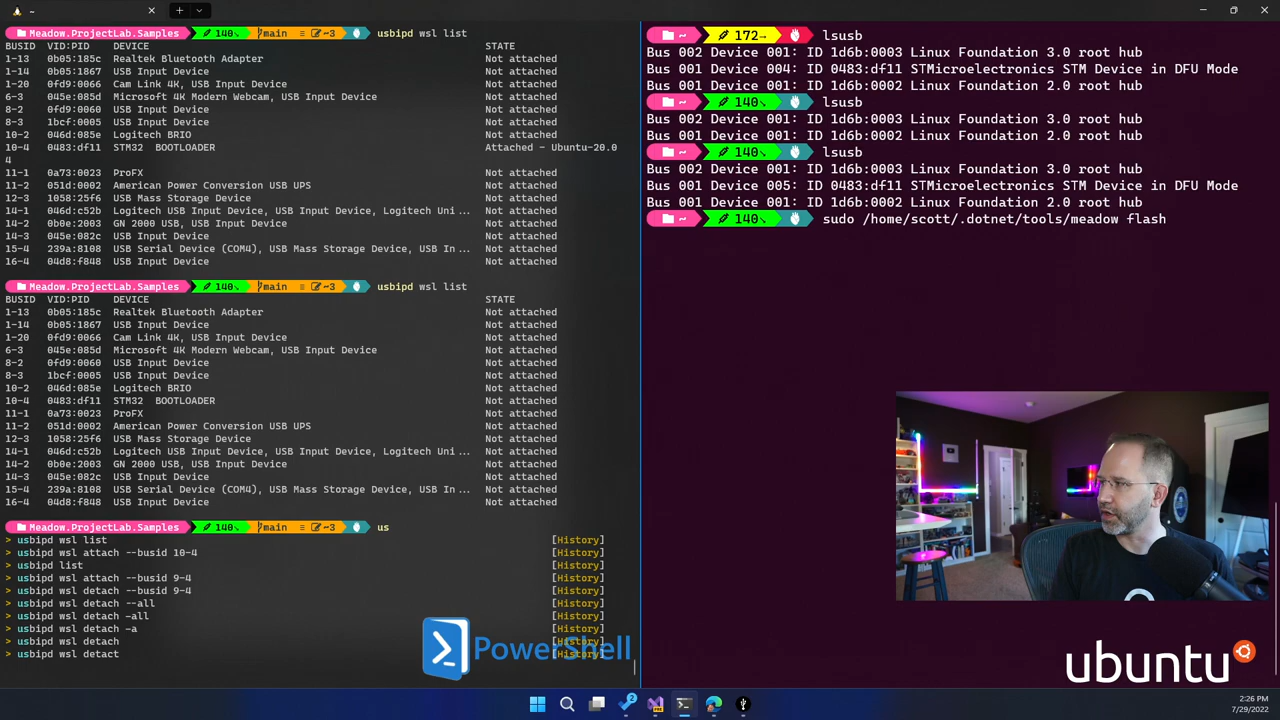 ~
Meadow.ProjectLab.Samples 140 main ≡ ~3 usbipd wsl list
BUSID VID:PID DEVICE STATE
1-13 0b05:185c Realtek Bluetooth Adapter Not attached
1-14 0b05:1867 USB Input Device Not attached
1-20 0fd9:0066 Cam Link 4K, USB Input Device Not attached
6-3 045e:085d Microsoft 4K Modern Webcam, USB Input Device Not attached
8-2 0fd9:0060 USB Input Device Not attached
8-3 1bcf:0005 USB Input Device Not attached
10-2 046d:085e Logitech BRIO Not attached
10-4 0483:df11 STM32 BOOTLOADER Attached - Ubuntu-20.0
4
11-1 0a73:0023 ProFX Not attached
11-2 051d:0002 American Power Conversion USB UPS Not attached
12-3 1058:25f6 USB Mass Storage Device Not attached
14-1 046d:c52b Logitech USB Input Device, USB Input Device, Logitech Uni... Not attached
14-2 0b0e:2003 GN 2000 USB, USB Input Device Not attached
14-3 045e:082c USB Input Device Not attached
15-4 239a:8108 USB Serial Device (COM4), USB Mass Storage Device, USB In... Not attached
16-4 04d8:f848 USB Input Device Not attached
Meadow.ProjectLab.Samples 140 main ≡ ~3 usbipd wsl list
BUSID VID:PID DEVICE STATE
1-13 0b05:185c Realtek Bluetooth Adapter Not attached
1-14 0b05:1867 USB Input Device Not attached
1-20 0fd9:0066 Cam Link 4K, USB Input Device Not attached
6-3 045e:085d Microsoft 4K Modern Webcam, USB Input Device Not attached
8-2 0fd9:0060 USB Input Device Not attached
8-3 1bcf:0005 USB Input Device Not attached
10-2 046d:085e Logitech BRIO Not attached
10-4 0483:df11 STM32 BOOTLOADER Not attached
11-1 0a73:0023 ProFX Not attached
11-2 051d:0002 American Power Conversion USB UPS Not attached
12-3 1058:25f6 USB Mass Storage Device Not attached
14-1 046d:c52b Logitech USB Input Device, USB Input Device, Logitech Uni... Not attached
14-2 0b0e:2003 GN 2000 USB, USB Input Device Not attached
14-3 045e:082c USB Input Device Not attached
15-4 239a:8108 USB Serial Device (COM4), USB Mass Storage Device, USB In... Not attached
16-4 04d8:f848 USB Input Device Not attached
Meadow.ProjectLab.Samples 140 main ≡ ~3 us
> usbipd wsl list [History]
> usbipd wsl attach --busid 10-4 [History]
> usbipd list [History]
> usbipd wsl attach --busid 9-4 [History]
> usbipd wsl detach --busid 9-4 [History]
> usbipd wsl detach --all [History]
> usbipd wsl detach -all [History]
> usbipd wsl detach -a [History]
> usbipd wsl detach [History]
> usbipd wsl detact [History]
PowerShell
~ 172→ lsusb
Bus 002 Device 001: ID 1d6b:0003 Linux Foundation 3.0 root hub
Bus 001 Device 004: ID 0483:df11 STMicroelectronics STM Device in DFU Mode
Bus 001 Device 001: ID 1d6b:0002 Linux Foundation 2.0 root hub
~ 140 lsusb
Bus 002 Device 001: ID 1d6b:0003 Linux Foundation 3.0 root hub
Bus 001 Device 001: ID 1d6b:0002 Linux Foundation 2.0 root hub
~ 140 lsusb
Bus 002 Device 001: ID 1d6b:0003 Linux Foundation 3.0 root hub
Bus 001 Device 005: ID 0483:df11 STMicroelectronics STM Device in DFU Mode
Bus 001 Device 001: ID 1d6b:0002 Linux Foundation 2.0 root hub
~ 140 sudo /home/scott/.dotnet/tools/meadow flash
ubuntu
2
2:26 PM
7/29/2022